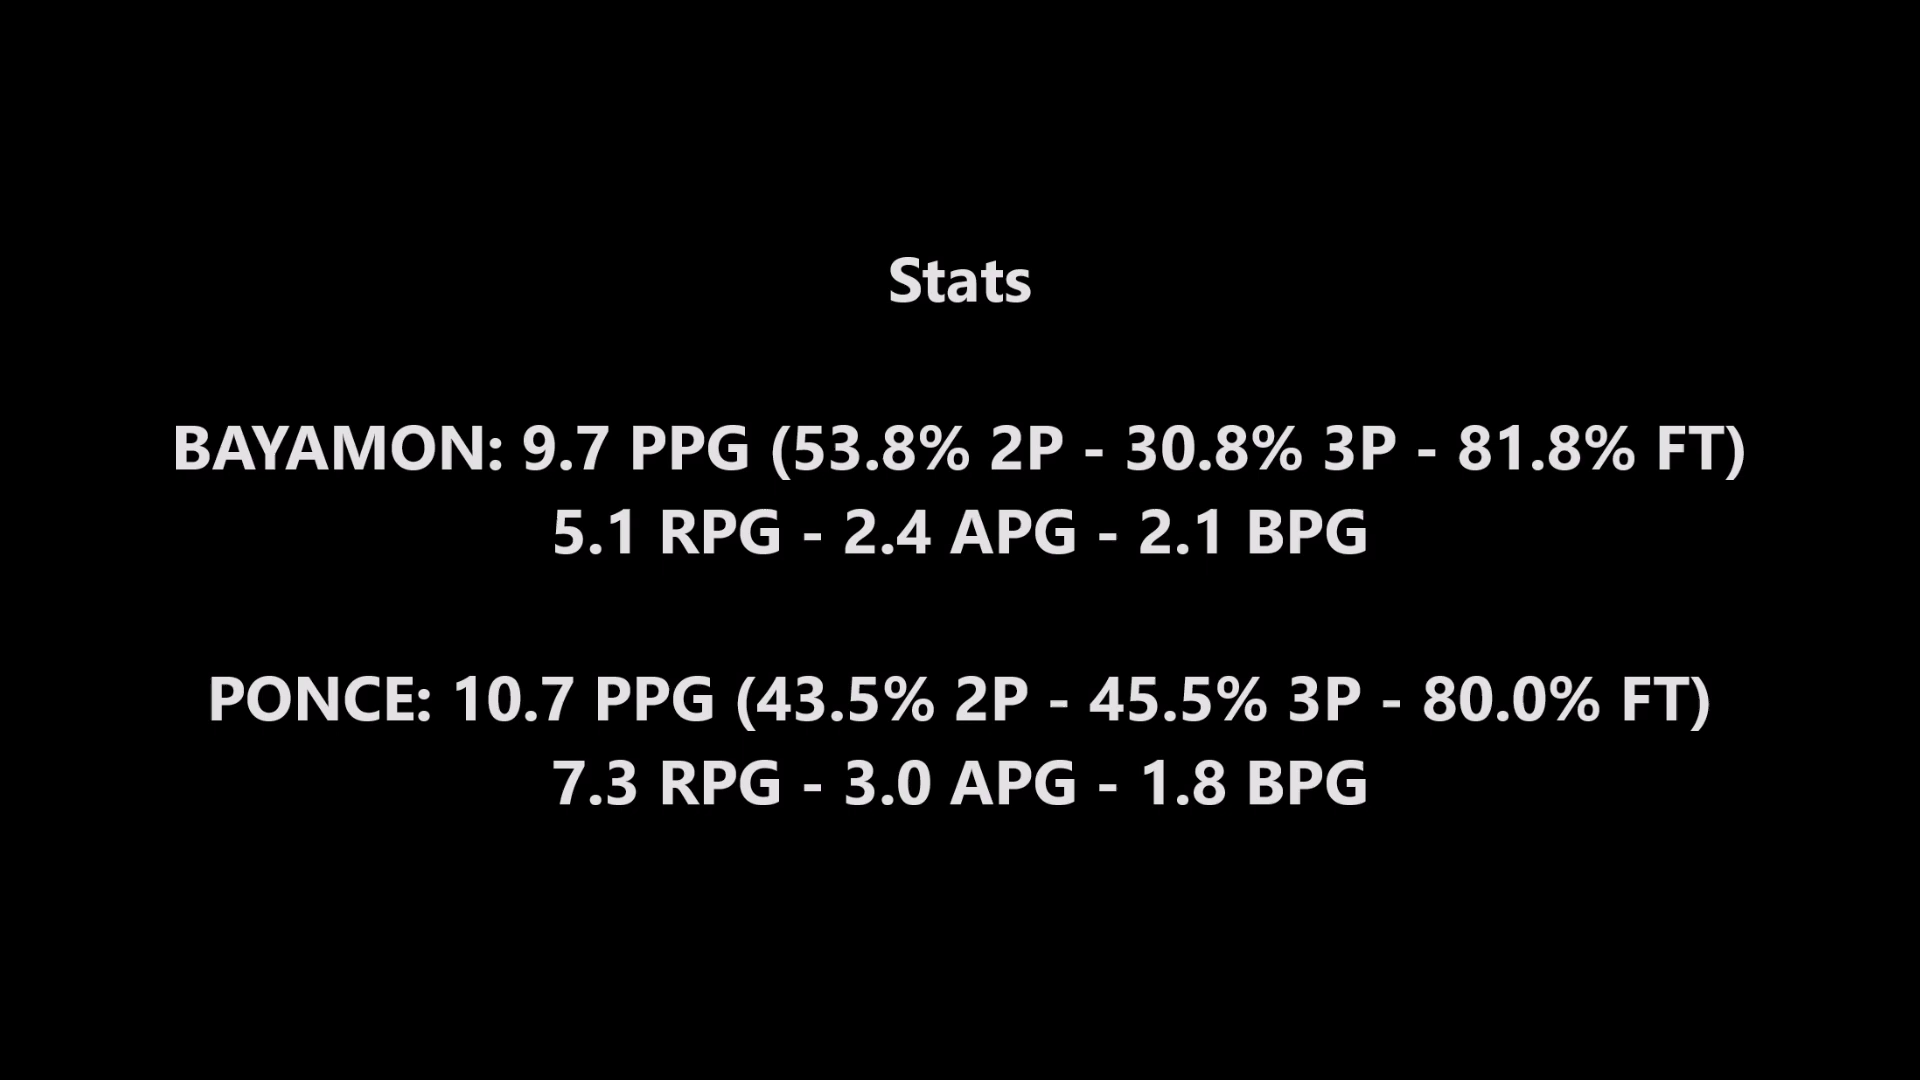 Stats
BAYAMON: 9.7 PPG (53.8% 2P - 30.8% 3P - 81.8% FT)
5.1 RPG - 2.4 APG - 2.1 BPG
PONCE: 10.7 PPG (43.5% 2P - 45.5% 3P - 80.0% FT)
7.3 RPG - 3.0 APG - 1.8 BPG